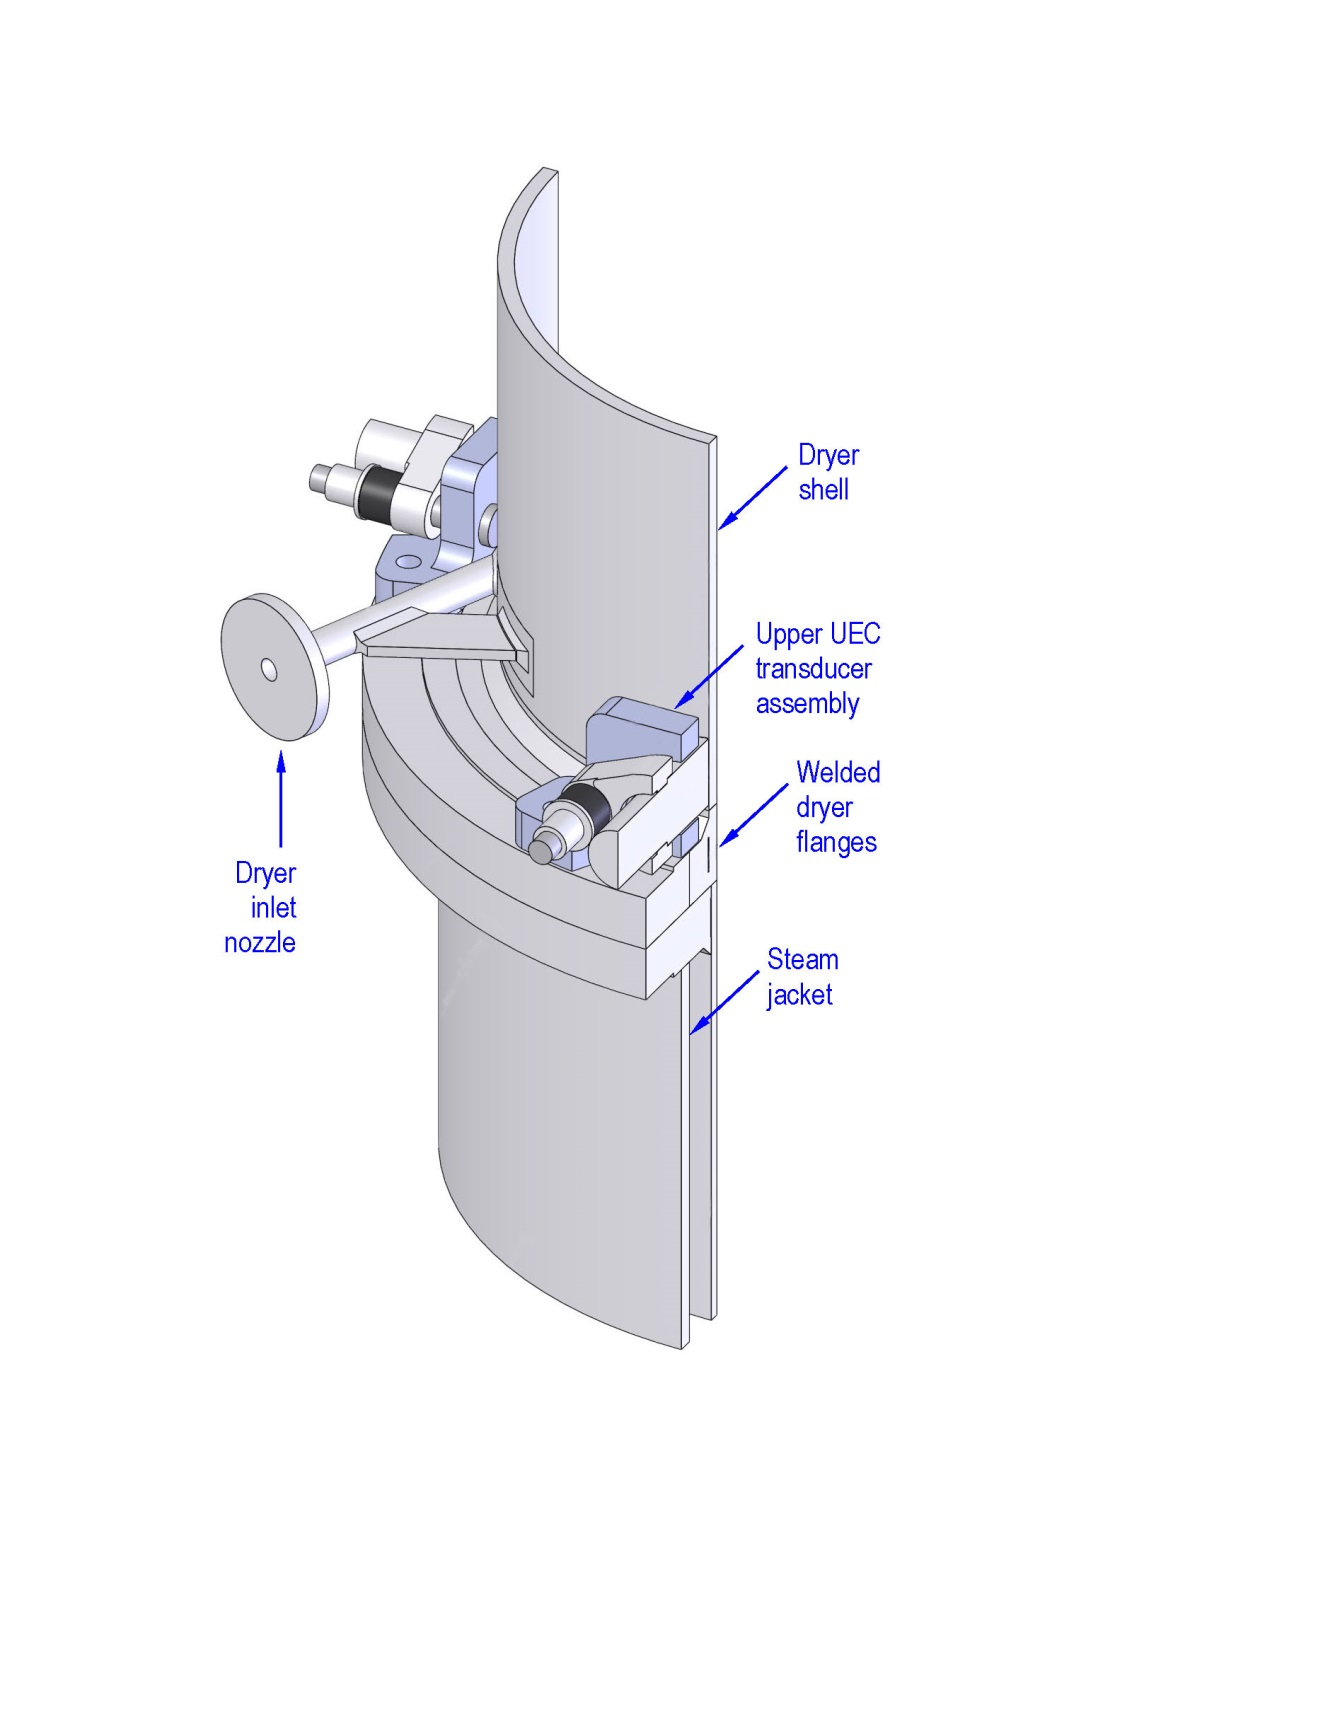 Dryer
shell
Upper UEC
transducer
assembly
Welded
dryer
flanges
Dryer
inlet
nozzle
Steam
jacket